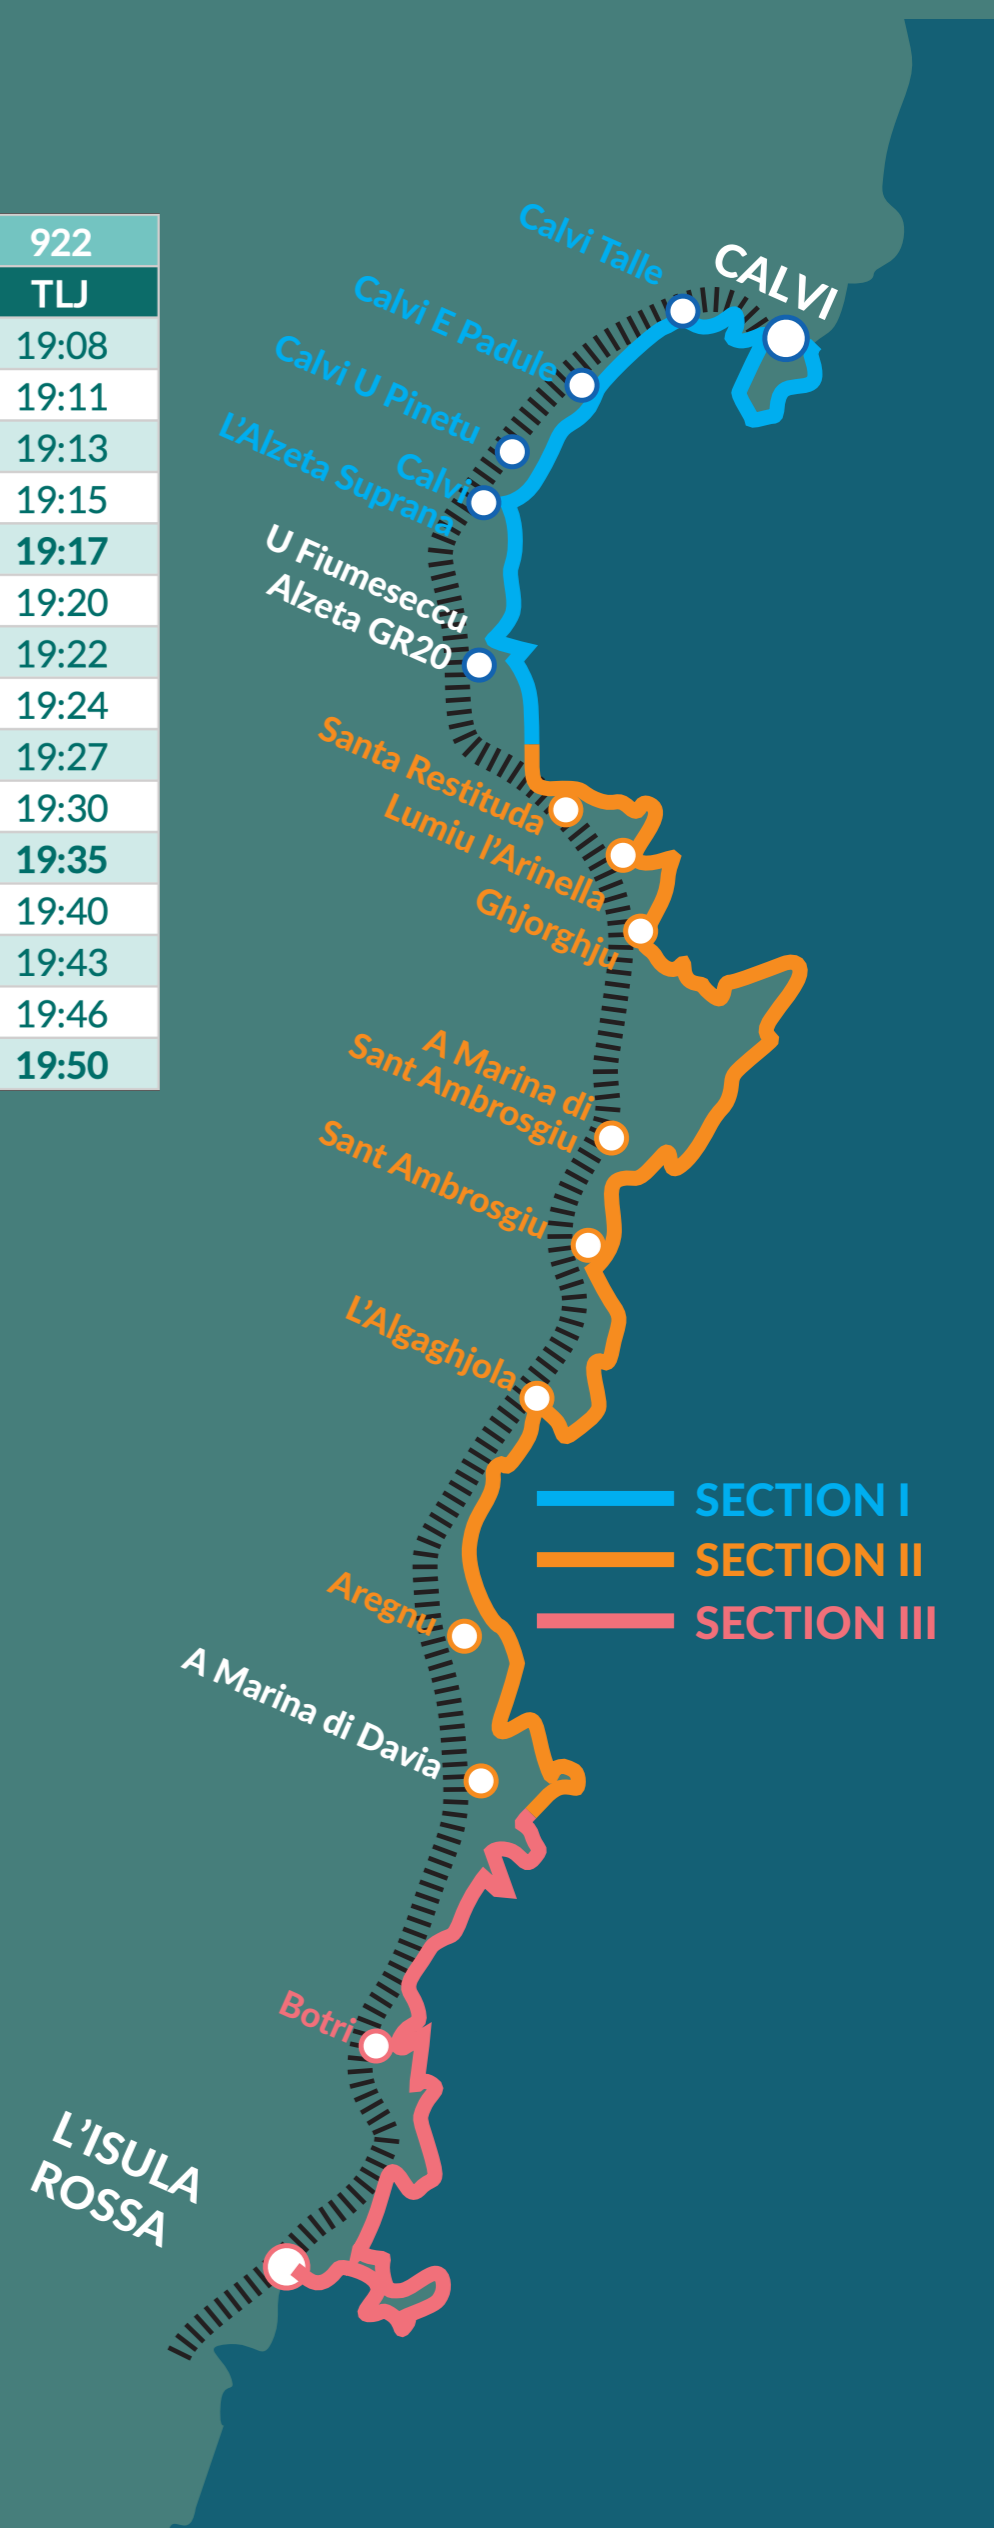 922
TLJ
19:08
19:11
19:13
19:15
19:17
19:20
19:22
19:24
19:27
19:30
19:35
19:40
19:43
19:46
19:50
CALVI
Calvi Talle
Calvi E Padule
Calvi U Pinetu
Calvi
L'Alzeta Suprana
U Fiumeseccu
Alzeta GR20
Santa Restituda
Lumiu l'Arinella
Ghjorghju
A Marina di
Sant Ambrosgiu
Sant Ambrosgiu
L'Algaghjola
SECTION I
SECTION II
SECTION III
Aregnu
A Marina di Davia
Botri
L'ISULA
ROSSA